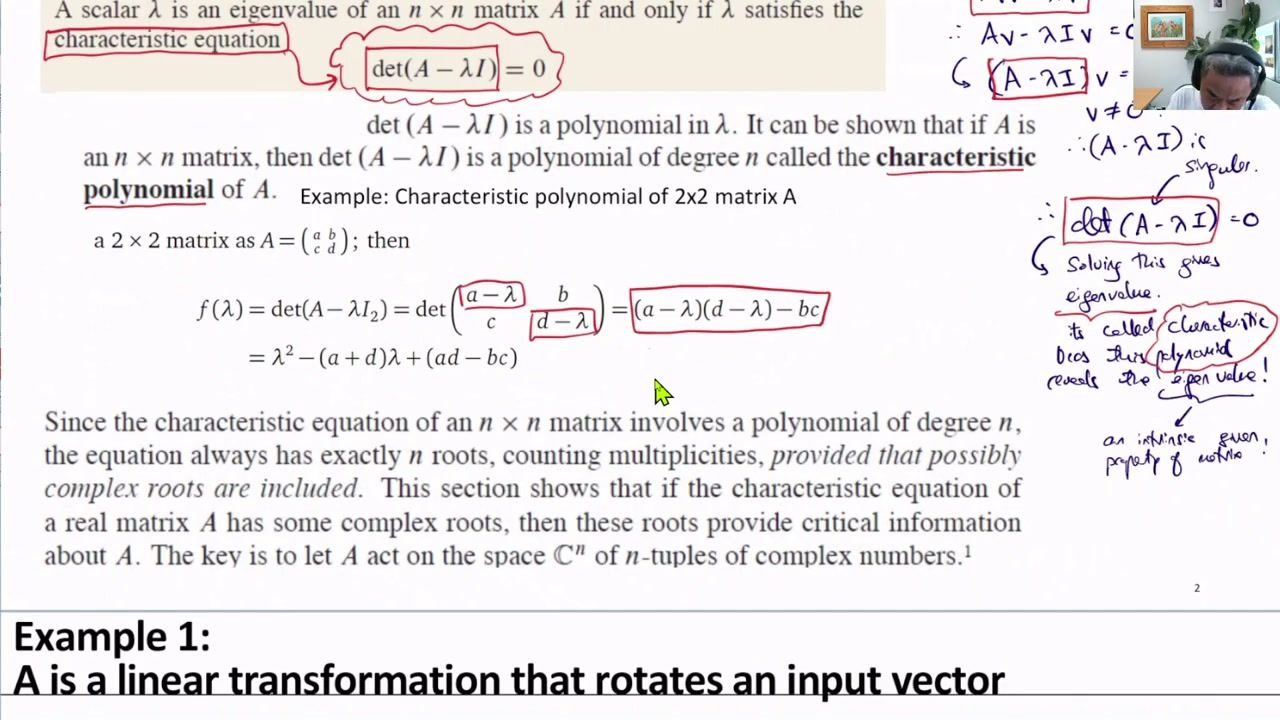 A scalar λ is an eigenvalue of an n × n matrix A if and only if λ satisfies the
characteristic equation
det(A − λI) = 0
det (A − λI) is a polynomial in λ. It can be shown that if A is
an n × n matrix, then det (A − λI) is a polynomial of degree n called the characteristic
polynomial of A. Example: Characteristic polynomial of 2x2 matrix A
a 2 × 2 matrix as A = (a b
c d); then
f(λ) = det(A − λI₂) = det(a − λ b
c d − λ) = (a − λ)(d − λ) − bc
= λ² − (a + d)λ + (ad − bc)
Since the characteristic equation of an n × n matrix involves a polynomial of degree n,
the equation always has exactly n roots, counting multiplicities, provided that possibly
complex roots are included. This section shows that if the characteristic equation of
a real matrix A has some complex roots, then these roots provide critical information
about A. The key is to let A act on the space ℂⁿ of n-tuples of complex numbers.¹
2
Example 1:
A is a linear transformation that rotates an input vector
∴ Av − λIv =
(A − λI) v =
v ≠ 0
∴ (A − λI) is
singular.
∴ det (A − λI) = 0
Solving this gives
eigenvalue.
its called characteristic
bcos this polynomial
reveals the eigenvalue!
an intrinsic given
property of matrix